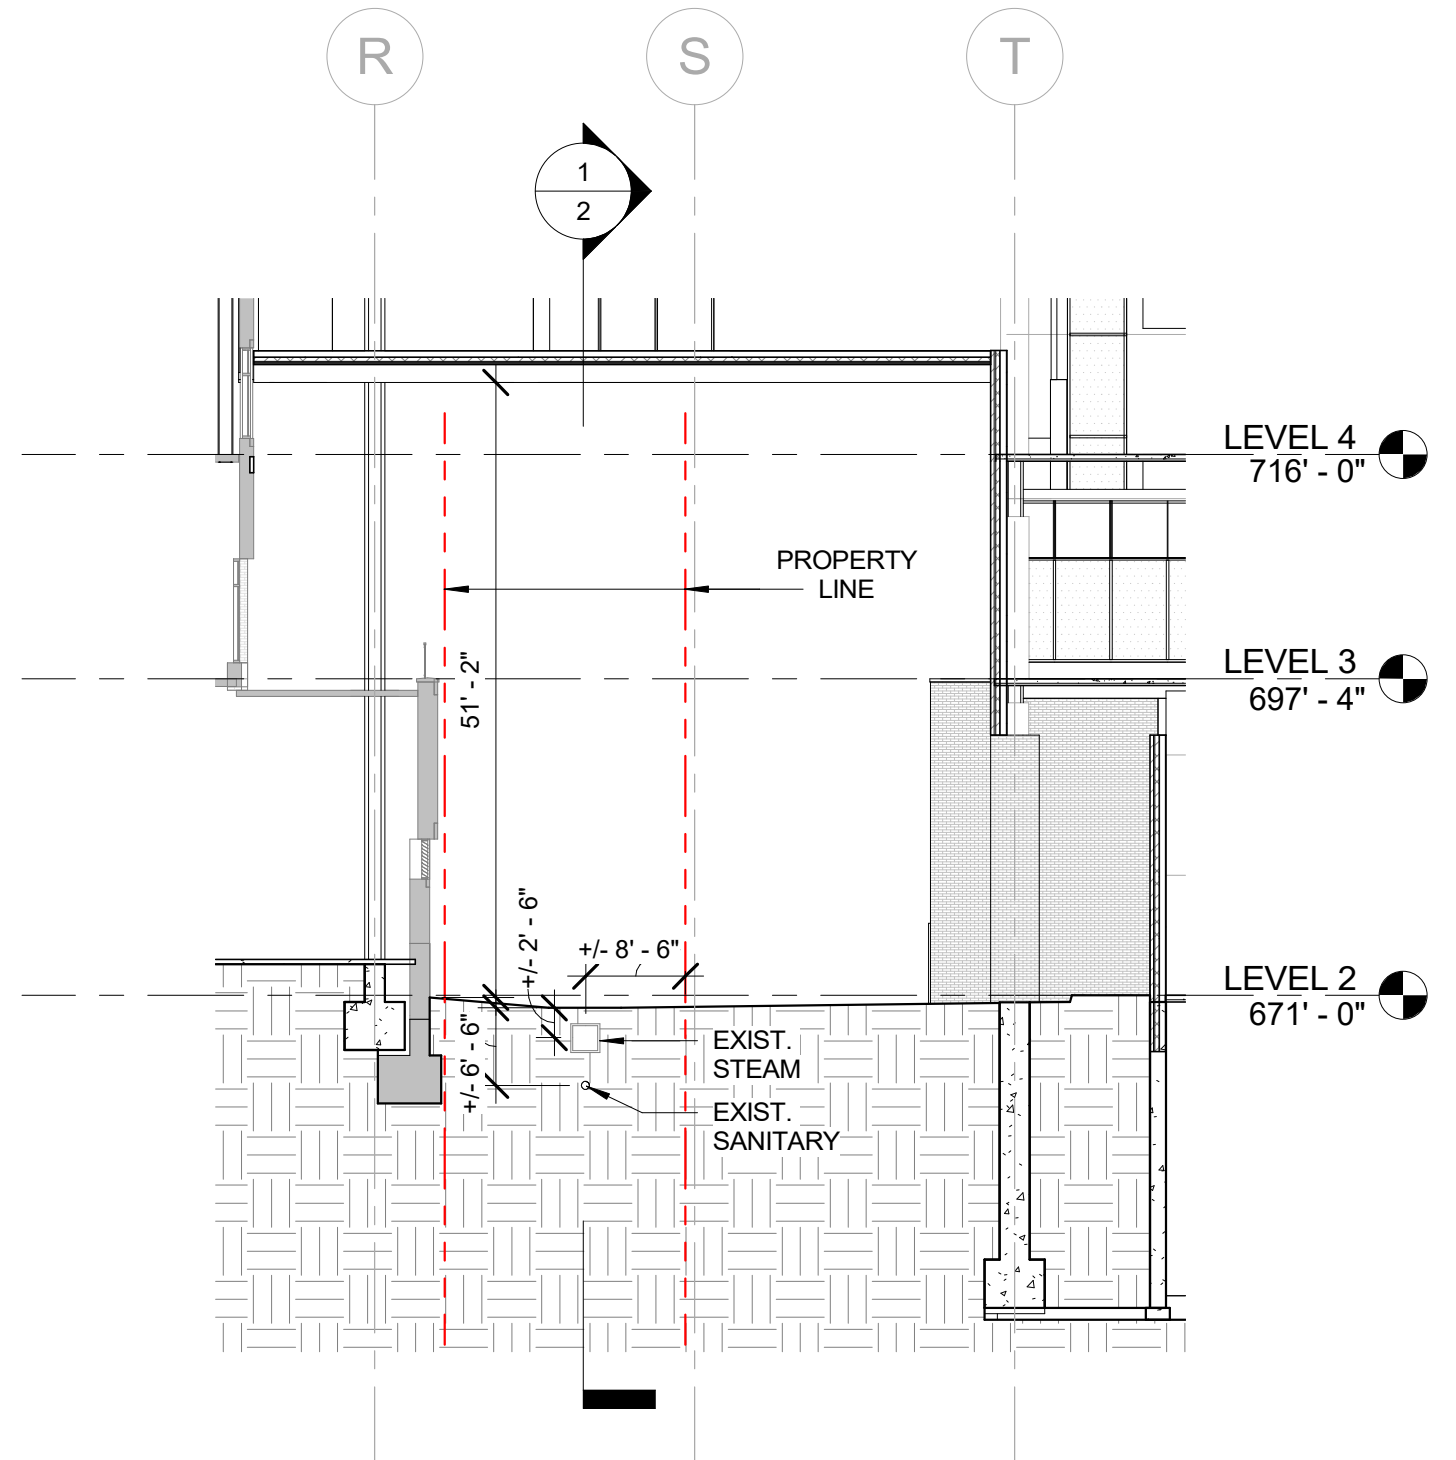 R
S
T
1
2
LEVEL 4
716' - 0"
PROPERTY
LINE
LEVEL 3
697' - 4"
51' - 2"
+/- 2' - 6"
+/- 8' - 6"
LEVEL 2
671' - 0"
+/- 6' - 6"
EXIST.
STEAM
EXIST.
SANITARY